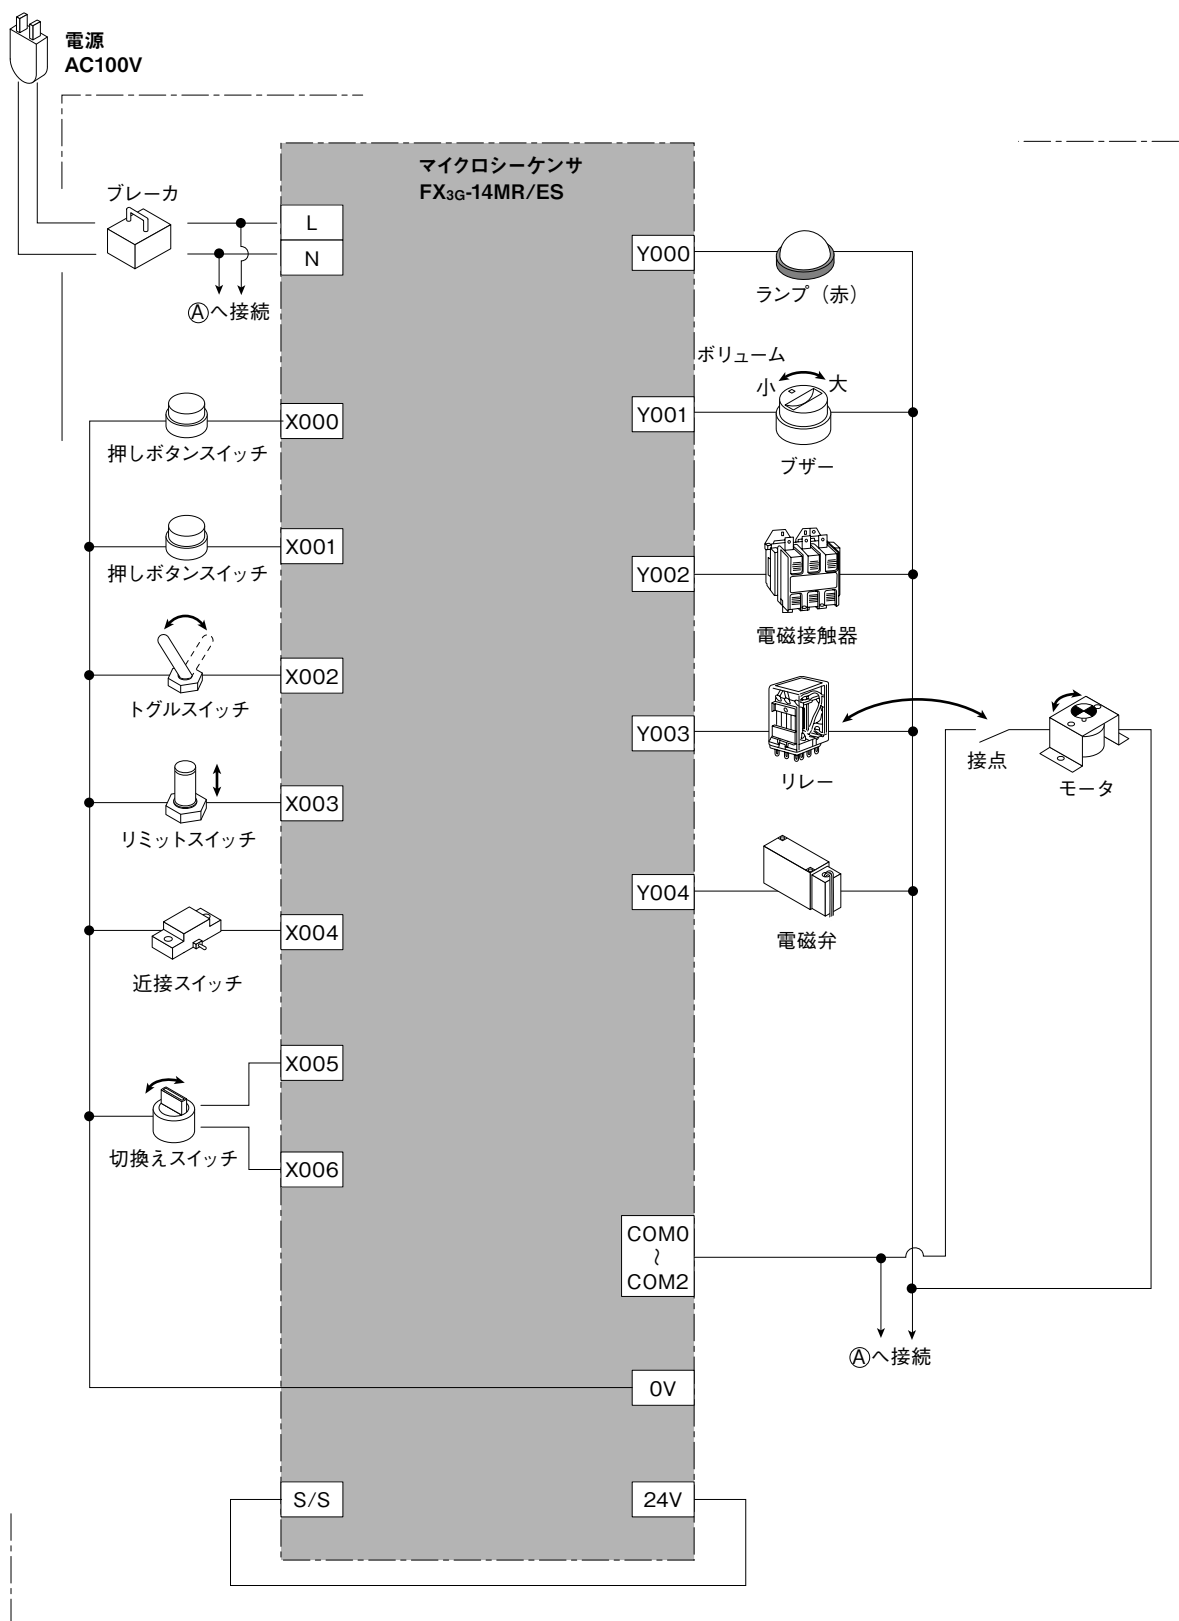 電源
AC100V
マイクロシーケンサ
FX3G-14MR/ES
ブレーカ
L
N
Ⓐへ接続
Y000
ランプ（赤）
ボリューム
小
大
X000
Y001
押しボタンスイッチ
ブザー
X001
押しボタンスイッチ
Y002
電磁接触器
X002
トグルスイッチ
Y003
リレー
接点
モータ
X003
リミットスイッチ
Y004
電磁弁
X004
近接スイッチ
X005
切換えスイッチ
X006
COM0
〜
COM2
Ⓐへ接続
0V
S/S
24V